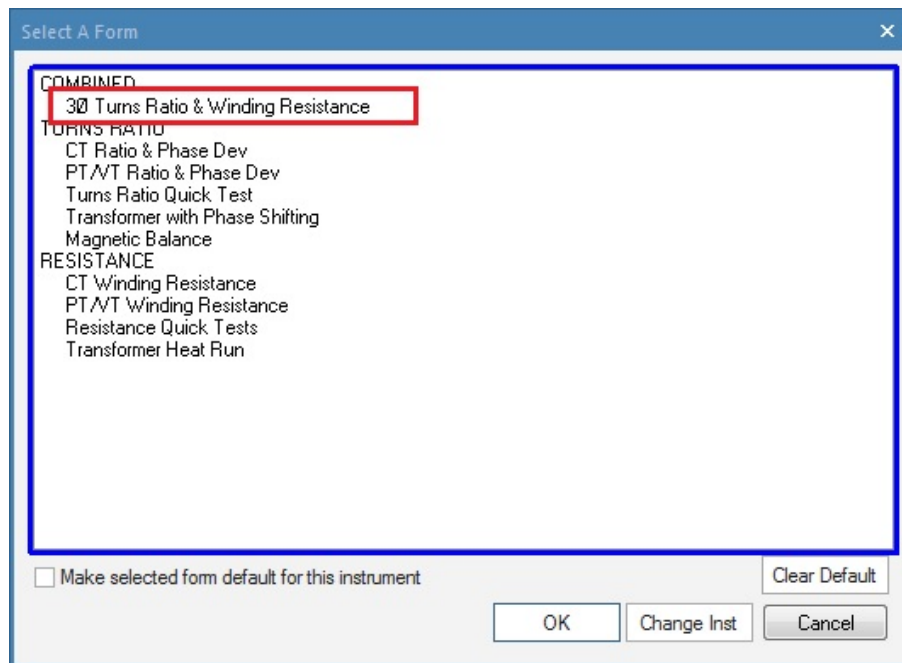 Select A Form
COMBINED
3Ø Turns Ratio & Winding Resistance
TURNS RATIO
CT Ratio & Phase Dev
PT/VT Ratio & Phase Dev
Turns Ratio Quick Test
Transformer with Phase Shifting
Magnetic Balance
RESISTANCE
CT Winding Resistance
PT/VT Winding Resistance
Resistance Quick Tests
Transformer Heat Run
Make selected form default for this instrument
Clear Default
OK
Change Inst
Cancel